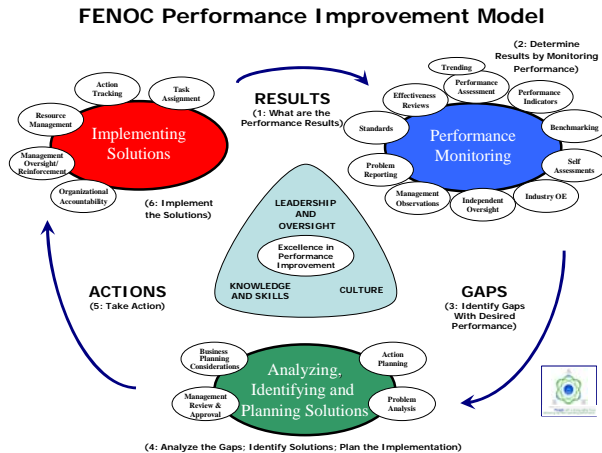 FENOC Performance Improvement Model
(2: Determine
Results by Monitoring
Performance)
Trending
Performance
Assessment
Performance
Indicators
Effectiveness
Reviews
Benchmarking
Standards
Performance
Monitoring
Self
Assessments
Problem
Reporting
Industry OE
Management
Observations
Independent
Oversight
Action
Tracking
Task
Assignment
Resource
Management
Implementing
Solutions
Management
Oversight/
Reinforcement
Organizational
Accountability
(6: Implement
the Solutions)
RESULTS
(1: What are the
Performance Results)
LEADERSHIP
AND
OVERSIGHT
Excellence in
Performance
Improvement
KNOWLEDGE
AND SKILLS
CULTURE
ACTIONS
(5: Take Action)
GAPS
(3: Identify Gaps
With Desired
Performance)
Business
Planning
Considerations
Action
Planning
Analyzing,
Identifying and
Planning Solutions
Management
Review &
Approval
Problem
Analysis
(4: Analyze the Gaps; Identify Solutions; Plan the Implementation)